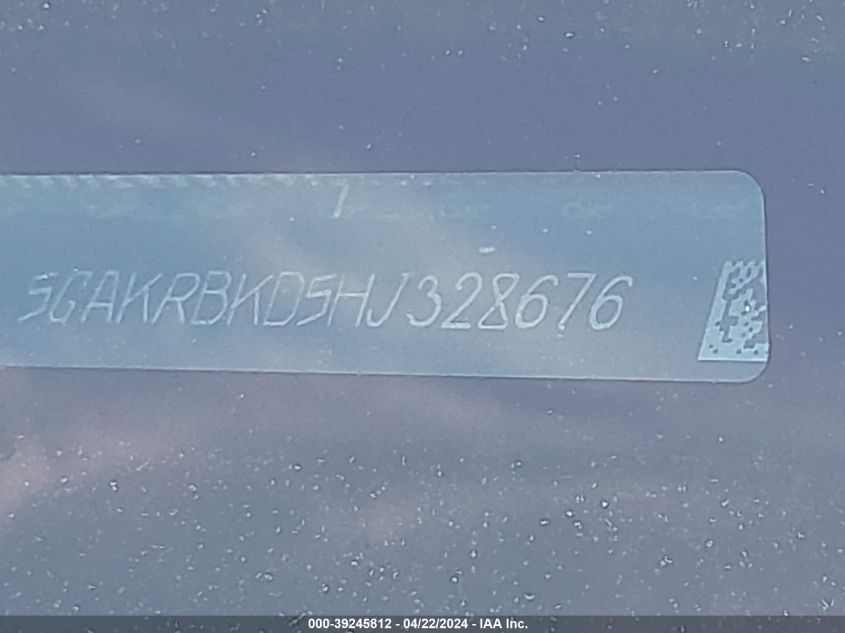 5GAKRBKD5HJ328676
000-39245812 - 04/22/2024 - IAA Inc.